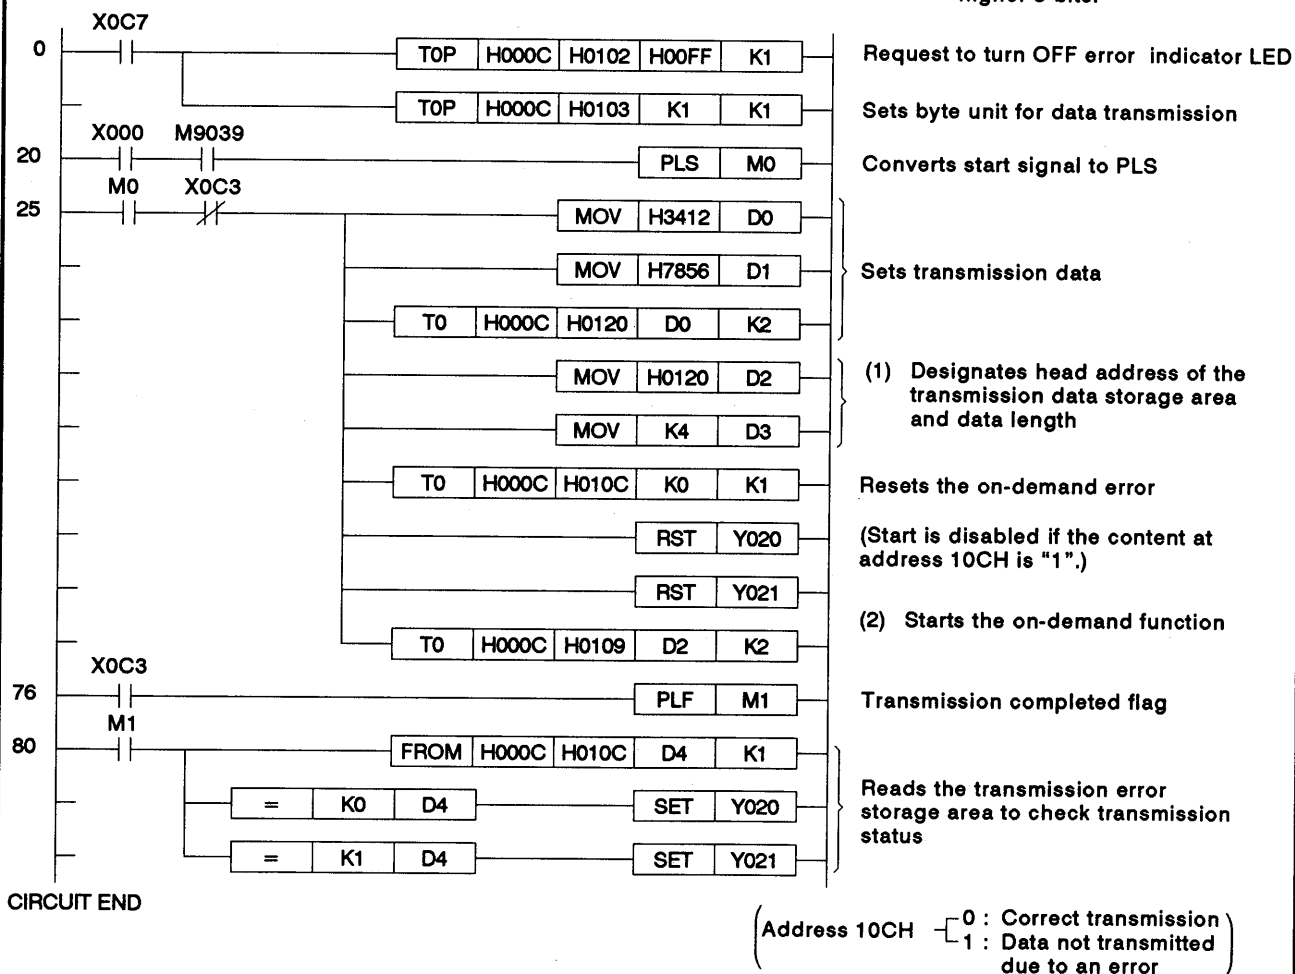 X0C7
0 TOP H000C H0102 H00FF K1 Request to turn OFF error indicator LED
TOP H000C H0103 K1 K1 Sets byte unit for data transmission
X000 M9039
20 PLS M0 Converts start signal to PLS
M0 X0C3
25 MOV H3412 D0
MOV H7856 D1 Sets transmission data
TO H000C H0120 D0 K2
MOV H0120 D2 (1) Designates head address of the
transmission data storage area
MOV K4 D3 and data length
TO H000C H010C K0 K1 Resets the on-demand error
RST Y020 (Start is disabled if the content at
address 10CH is "1".)
RST Y021
(2) Starts the on-demand function
TO H000C H0109 D2 K2
X0C3
76 PLF M1 Transmission completed flag
M1
80 FROM H000C H010C D4 K1
Reads the transmission error
= K0 D4 SET Y020 storage area to check transmission
status
= K1 D4 SET Y021
CIRCUIT END
Address 10CH 0 : Correct transmission
1 : Data not transmitted
due to an error